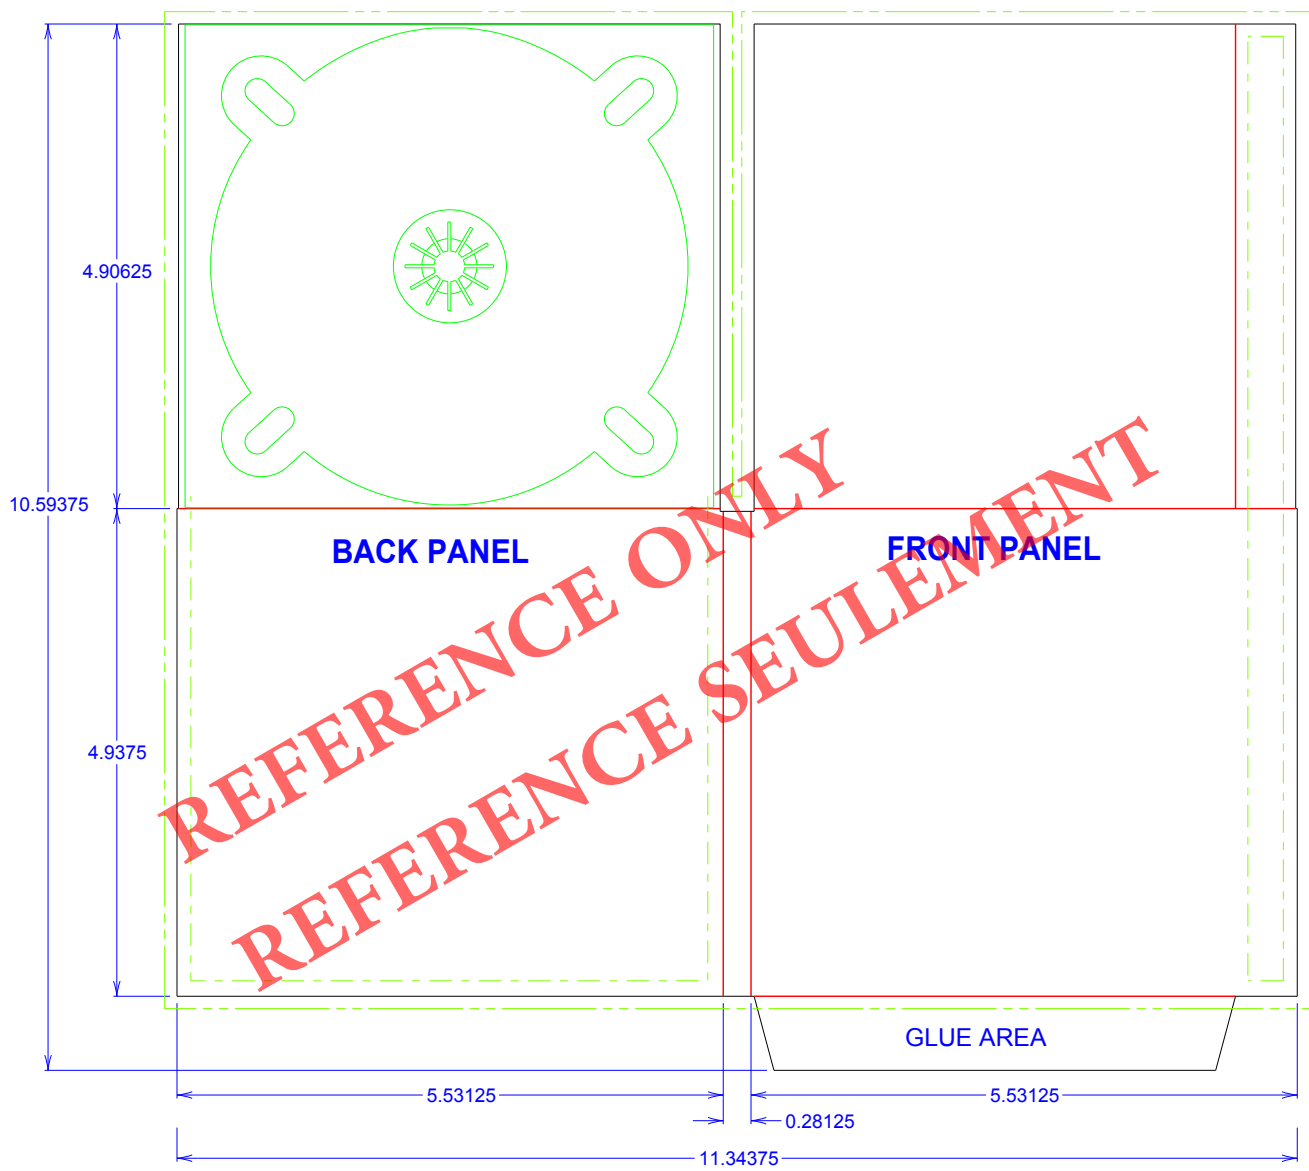 4.90625
10.59375
BACK PANEL
FRONT PANEL
REFERENCE ONLY
REFERENCE SEULEMENT
4.9375
GLUE AREA
5.53125
5.53125
0.28125
11.34375